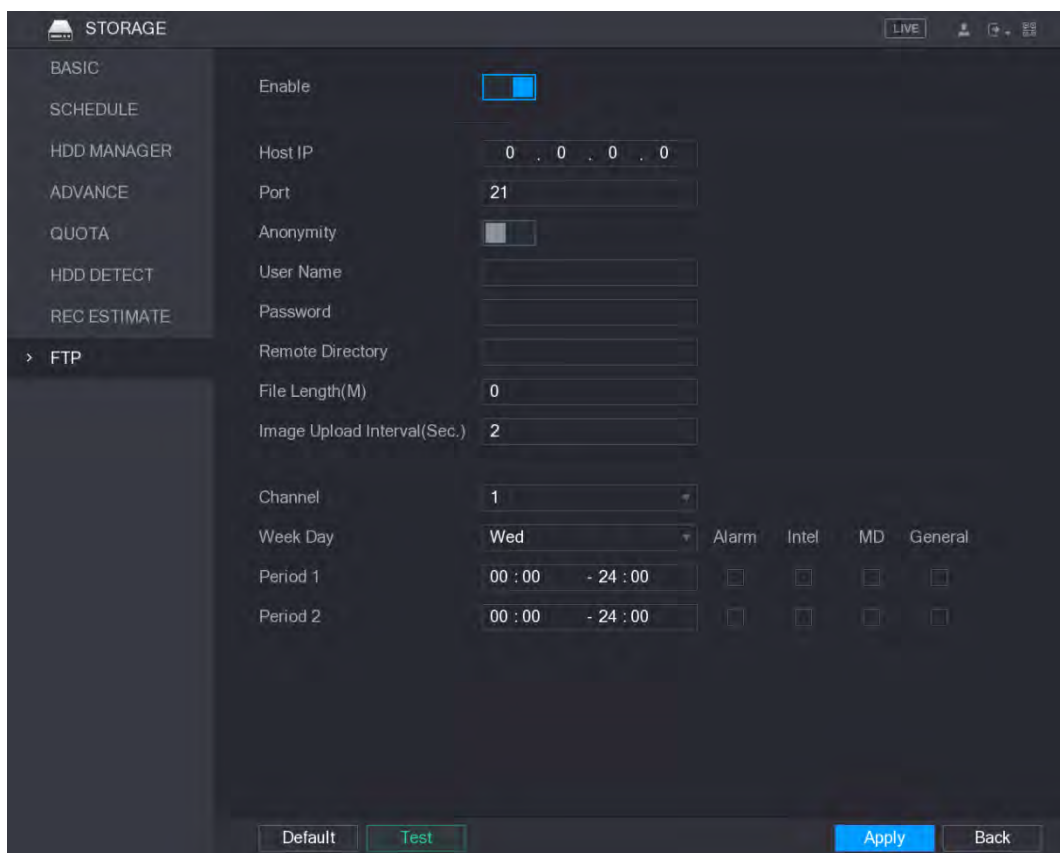 STORAGE
LIVE
BASIC
SCHEDULE
HDD MANAGER
ADVANCE
QUOTA
HDD DETECT
REC ESTIMATE
> FTP
Enable
Host IP 0 . 0 . 0 . 0
Port 21
Anonymity
User Name
Password
Remote Directory
File Length(M) 0
Image Upload Interval(Sec.) 2
Channel 1
Week Day Wed Alarm Intel MD General
Period 1 00 : 00 - 24 : 00
Period 2 00 : 00 - 24 : 00
Default Test Apply Back